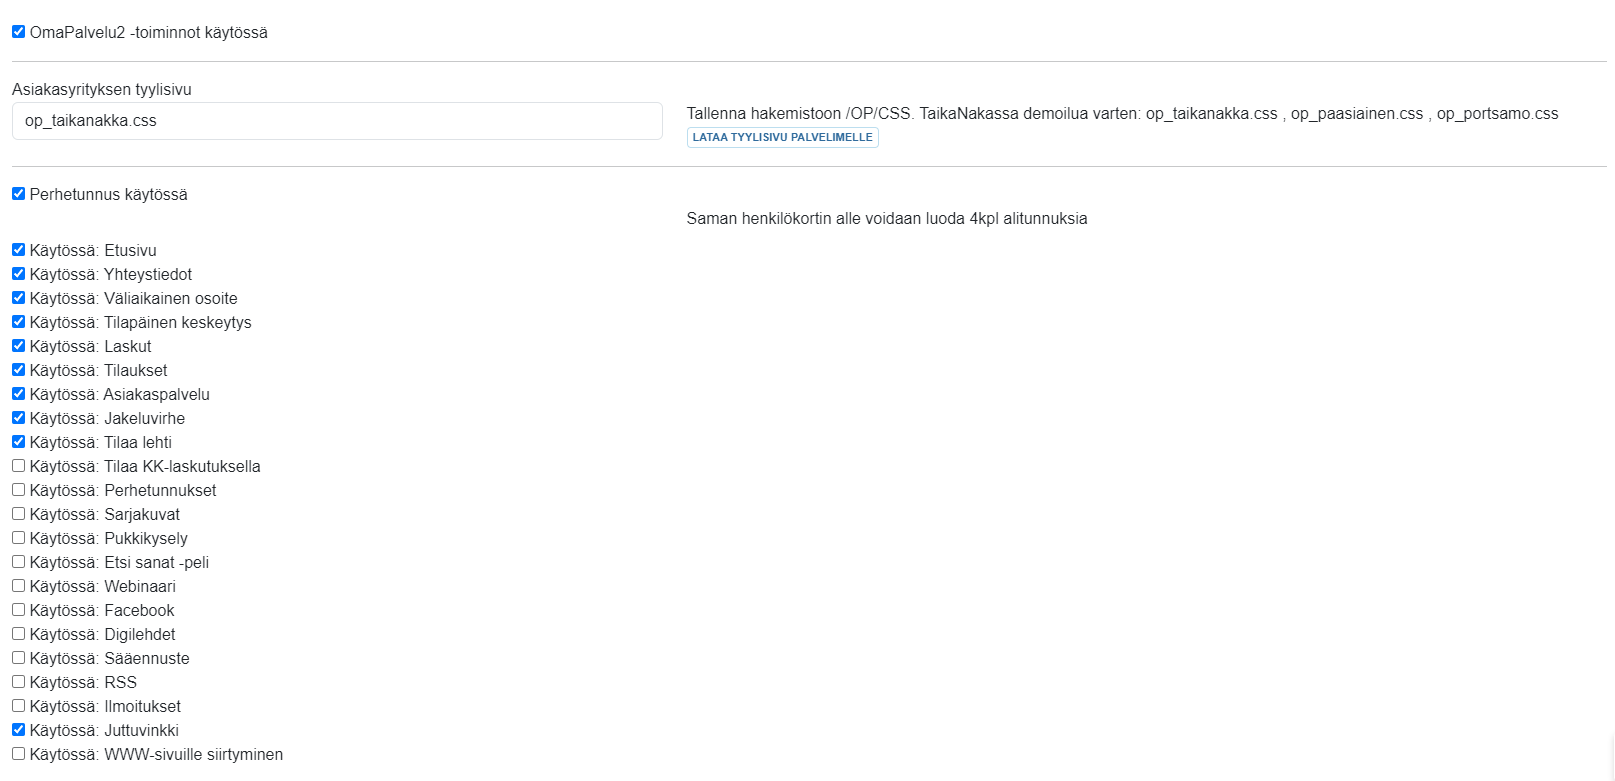 OmaPalvelu2 -toiminnot käytössä
Asiakasyrityksen tyylisivu
op_taikanakka.css
Tallenna hakemistoon /OP/CSS. TaikaNakassa demoilua varten: op_taikanakka.css , op_paasiainen.css , op_portsamo.css
LATAA TYYLISIVU PALVELIMELLE
Perhetunnus käytössä
Saman henkilökortin alle voidaan luoda 4kpl alitunnuksia
Käytössä: Etusivu
Käytössä: Yhteystiedot
Käytössä: Väliaikainen osoite
Käytössä: Tilapäinen keskeytys
Käytössä: Laskut
Käytössä: Tilaukset
Käytössä: Asiakaspalvelu
Käytössä: Jakeluvirhe
Käytössä: Tilaa lehti
Käytössä: Tilaa KK-laskutuksella
Käytössä: Perhetunnukset
Käytössä: Sarjakuvat
Käytössä: Pukkikysely
Käytössä: Etsi sanat -peli
Käytössä: Webinaari
Käytössä: Facebook
Käytössä: Digilehdet
Käytössä: Sääennuste
Käytössä: RSS
Käytössä: Ilmoitukset
Käytössä: Juttuvinkki
Käytössä: WWW-sivuille siirtyminen